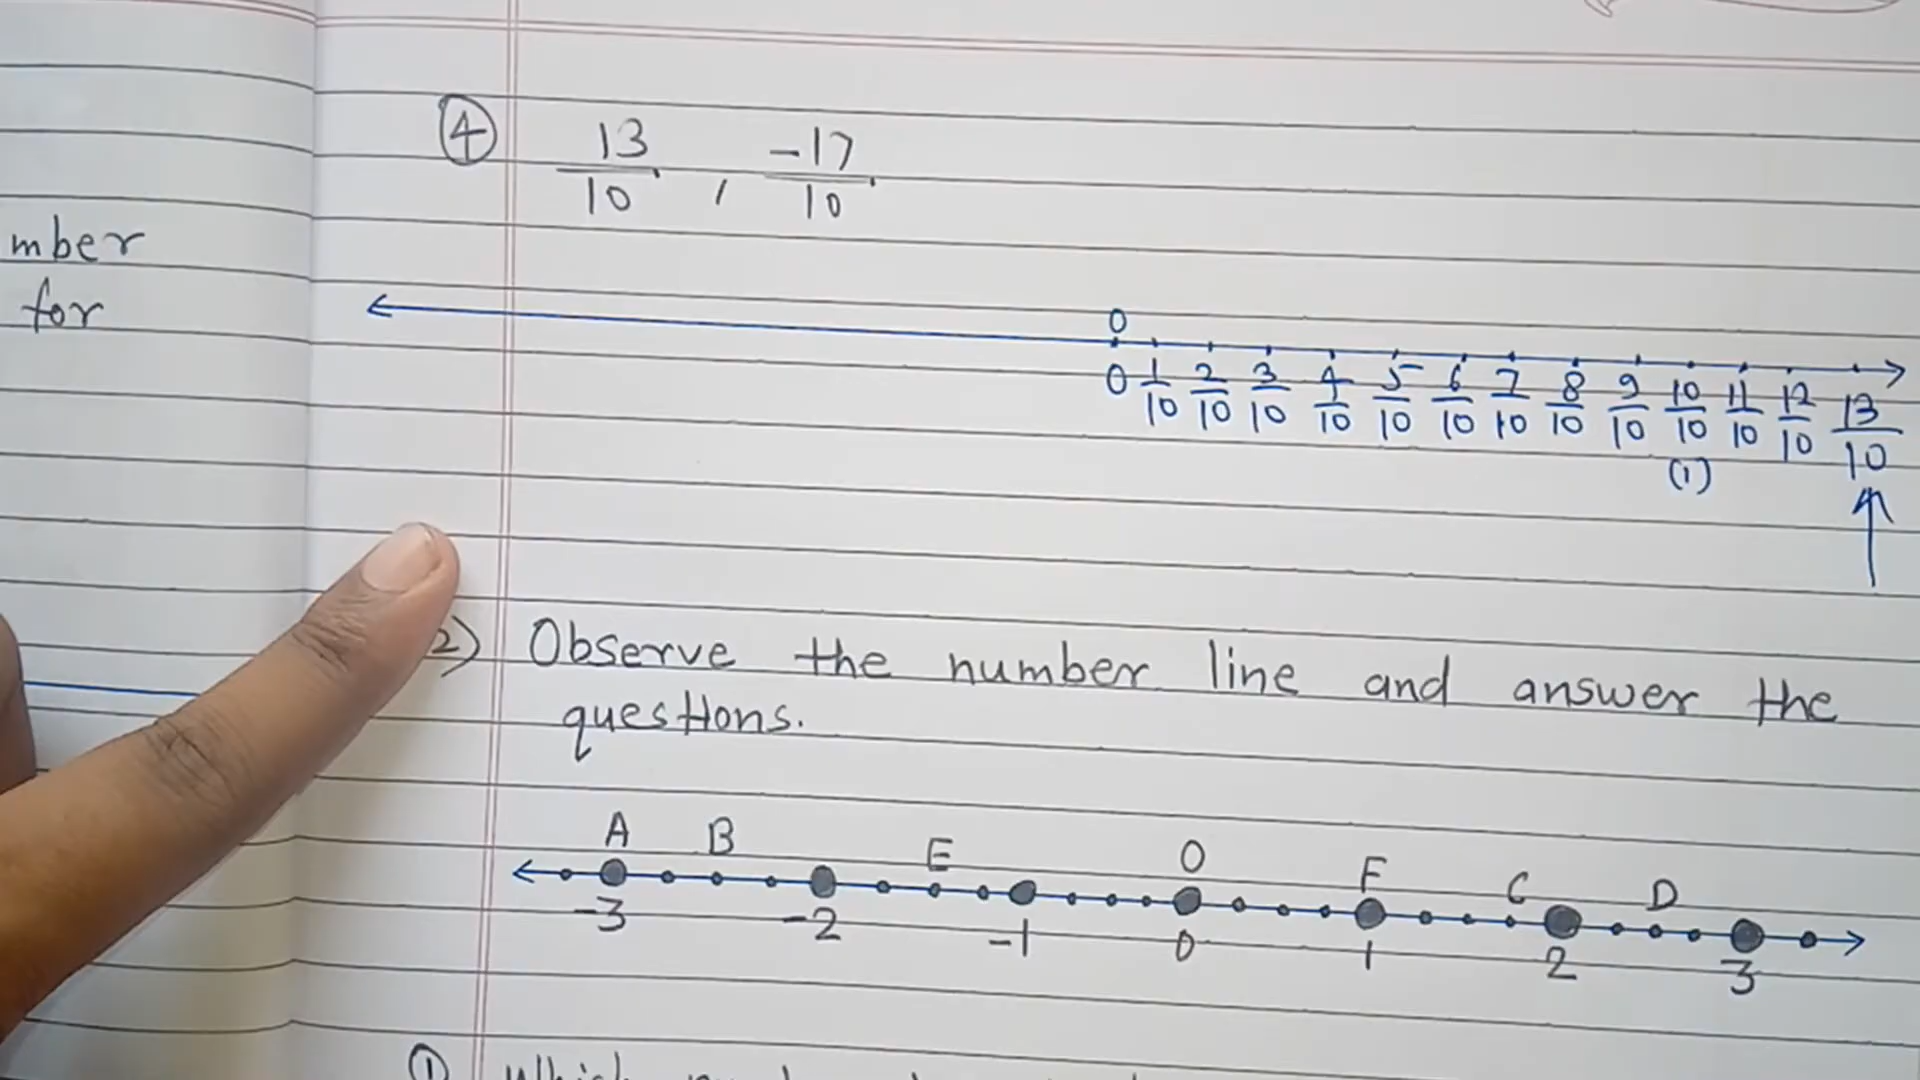 mber
for
④ 13/10 , -17/10
0
0 1/10 2/10 3/10 4/10 5/10 6/10 7/10 8/10 9/10 10/10 11/10 12/10 13/10
(1)
2) Observe the number line and answer the
questions.
A B E O F C D
-3 -2 -1 0 1 2 3
① Which